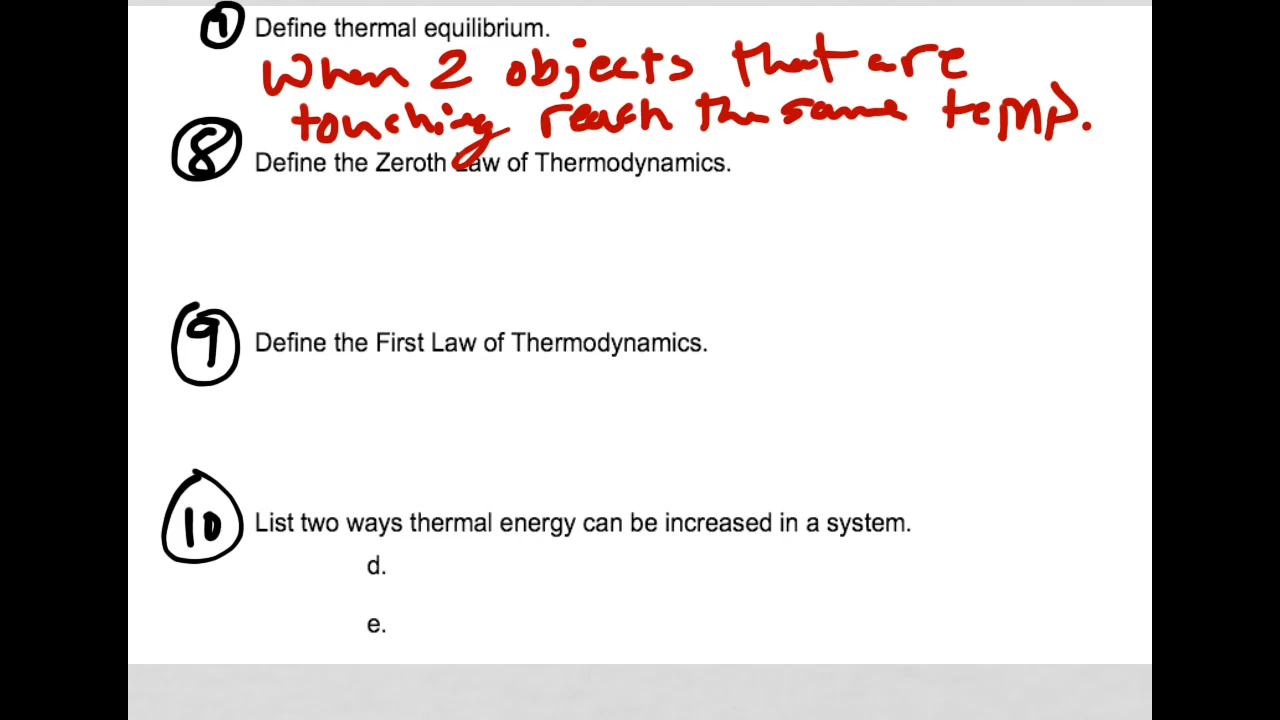 7 Define thermal equilibrium.
When 2 objects that are
touching reach the same temp.
8 Define the Zeroth Law of Thermodynamics.
9 Define the First Law of Thermodynamics.
10 List two ways thermal energy can be increased in a system.
d.
e.